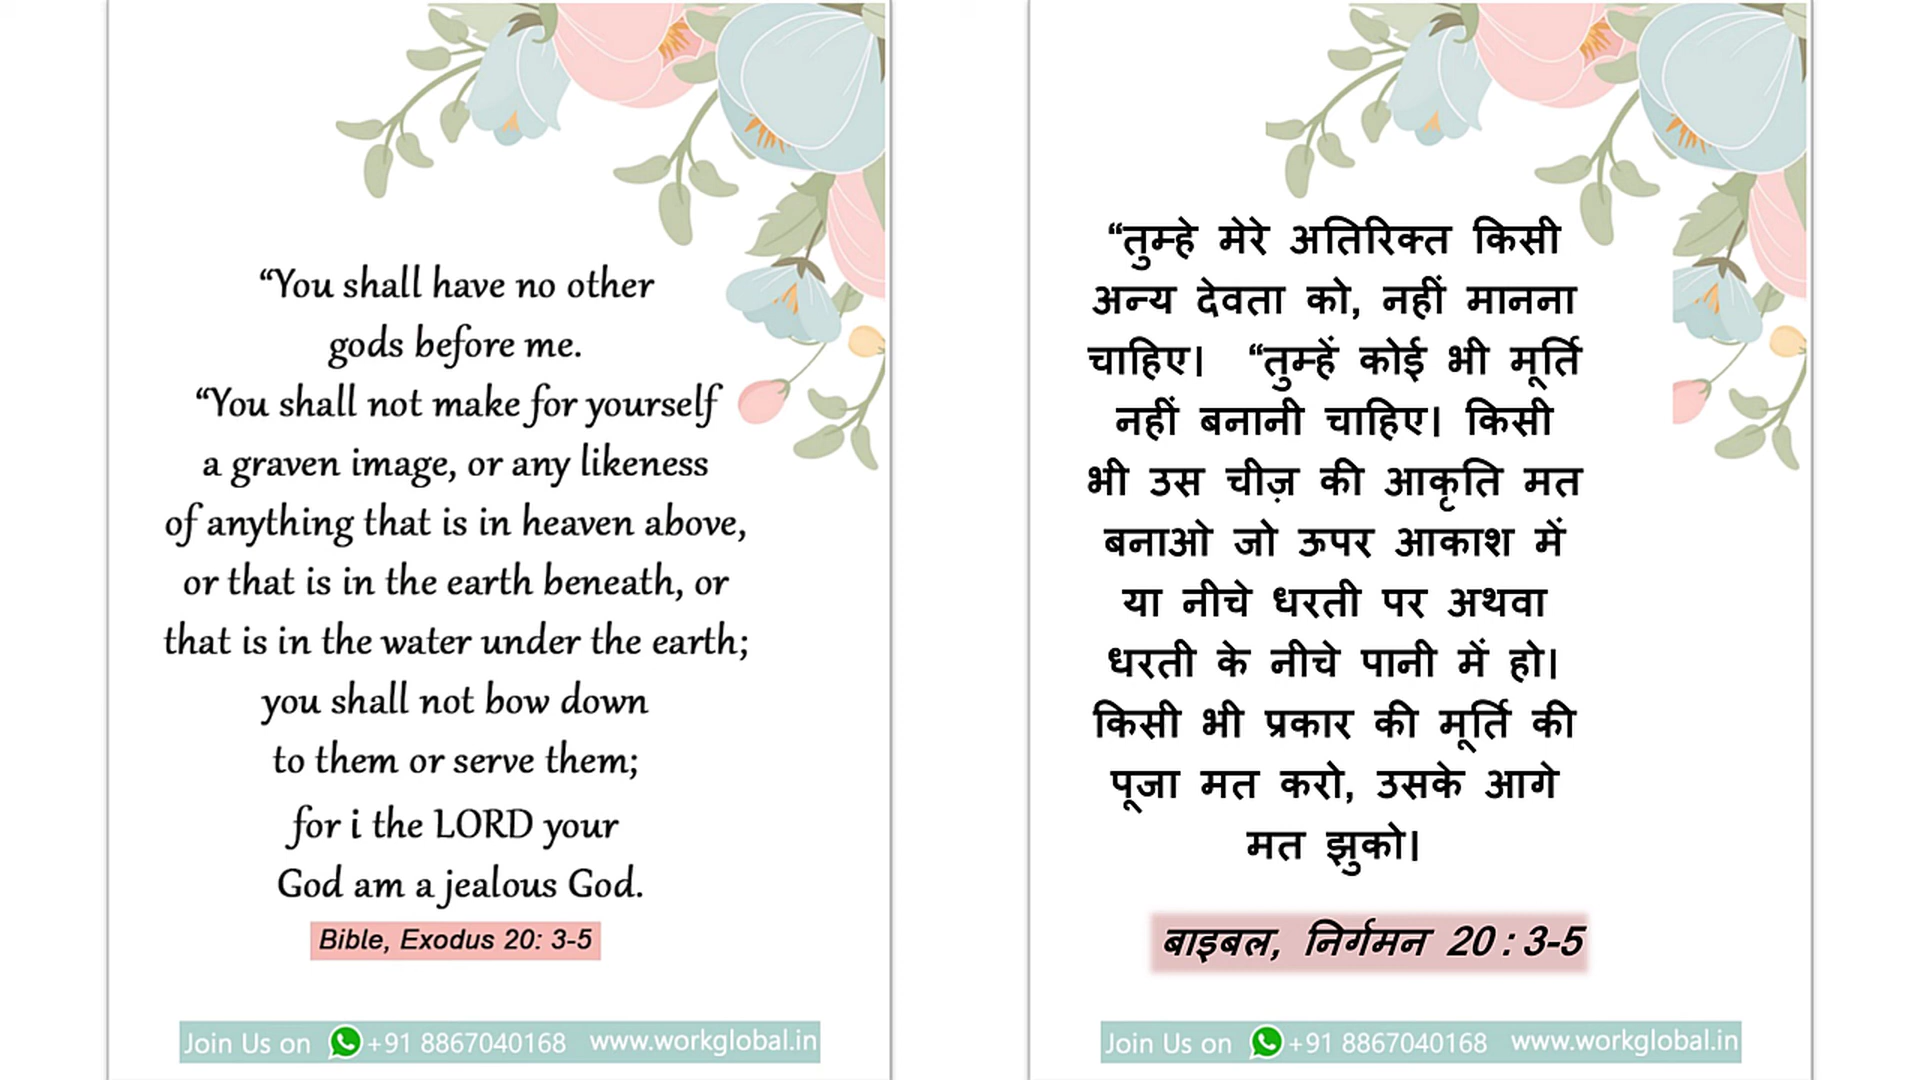 “You shall have no other
gods before me.
“You shall not make for yourself
a graven image, or any likeness
of anything that is in heaven above,
or that is in the earth beneath, or
that is in the water under the earth;
you shall not bow down
to them or serve them;
for i the LORD your
God am a jealous God.
Bible, Exodus 20: 3-5
Join Us on +91 8867040168 www.workglobal.in
“तुम्हे मेरे अतिरिक्त किसी
अन्य देवता को, नहीं मानना
चाहिए। “तुम्हें कोई भी मूर्ति
नहीं बनानी चाहिए। किसी
भी उस चीज़ की आकृति मत
बनाओ जो ऊपर आकाश में
या नीचे धरती पर अथवा
धरती के नीचे पानी में हो।
किसी भी प्रकार की मूर्ति की
पूजा मत करो, उसके आगे
मत झुको।
बाइबल, निर्गमन 20 : 3-5
Join Us on +91 8867040168 www.workglobal.in